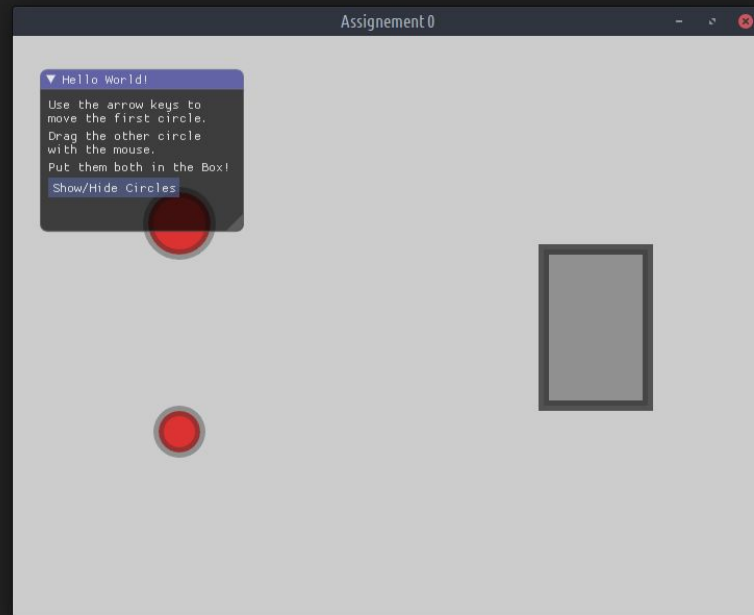 Assignement 0
Hello World!
Use the arrow keys to
move the first circle.
Drag the other circle
with the mouse.
Put them both in the Box!
Show/Hide Circles